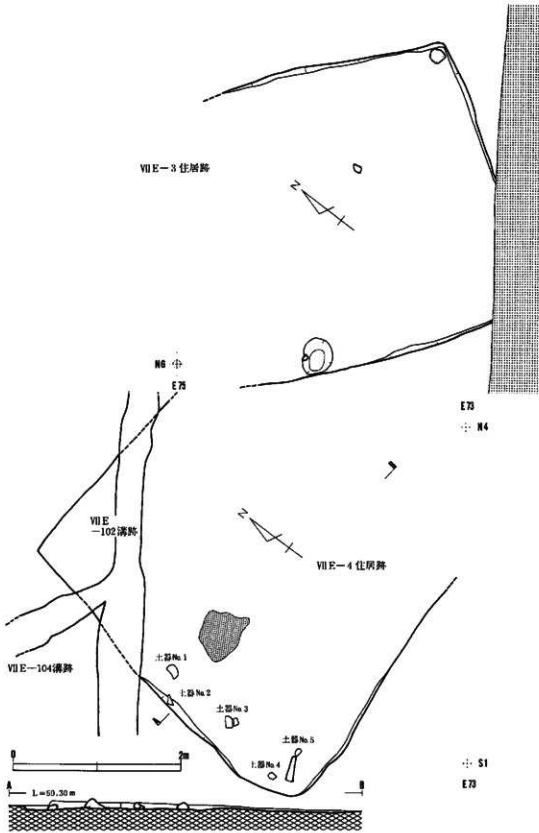 ⅦE-3住居跡
N
N6
E75
E73
N4
ⅦE
-102溝跡
N
ⅦE-4住居跡
ⅦE-104溝跡
土器No.1
土器No.2
土器No.3
土器No.5
土器No.4
0
2m
S1
E73
A
B
L=59.30m